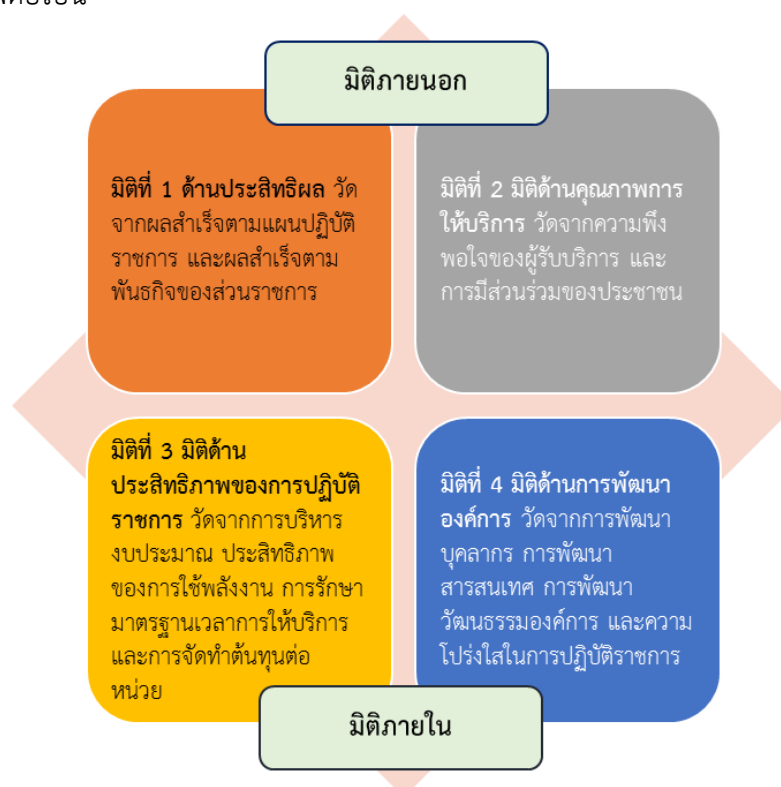 มิติภายนอก
มิติที่ 1 ด้านประสิทธิผล วัด
จากผลสำเร็จตามแผนปฏิบัติ
ราชการ และผลสำเร็จตาม
พันธกิจของส่วนราชการ
มิติที่ 2 มิติด้านคุณภาพการ
ให้บริการ วัดจากความพึง
พอใจของผู้รับบริการ และ
การมีส่วนร่วมของประชาชน
มิติที่ 3 มิติด้าน
ประสิทธิภาพของการปฏิบัติ
ราชการ วัดจากการบริหาร
งบประมาณ ประสิทธิภาพ
ของการใช้พลังงาน การรักษา
มาตรฐานเวลาการให้บริการ
และการจัดทำต้นทุนต่อ
หน่วย
มิติที่ 4 มิติด้านการพัฒนา
องค์การ วัดจากการพัฒนา
บุคลากร การพัฒนา
สารสนเทศ การพัฒนา
วัฒนธรรมองค์การ และความ
โปร่งใสในการปฏิบัติราชการ
มิติภายใน